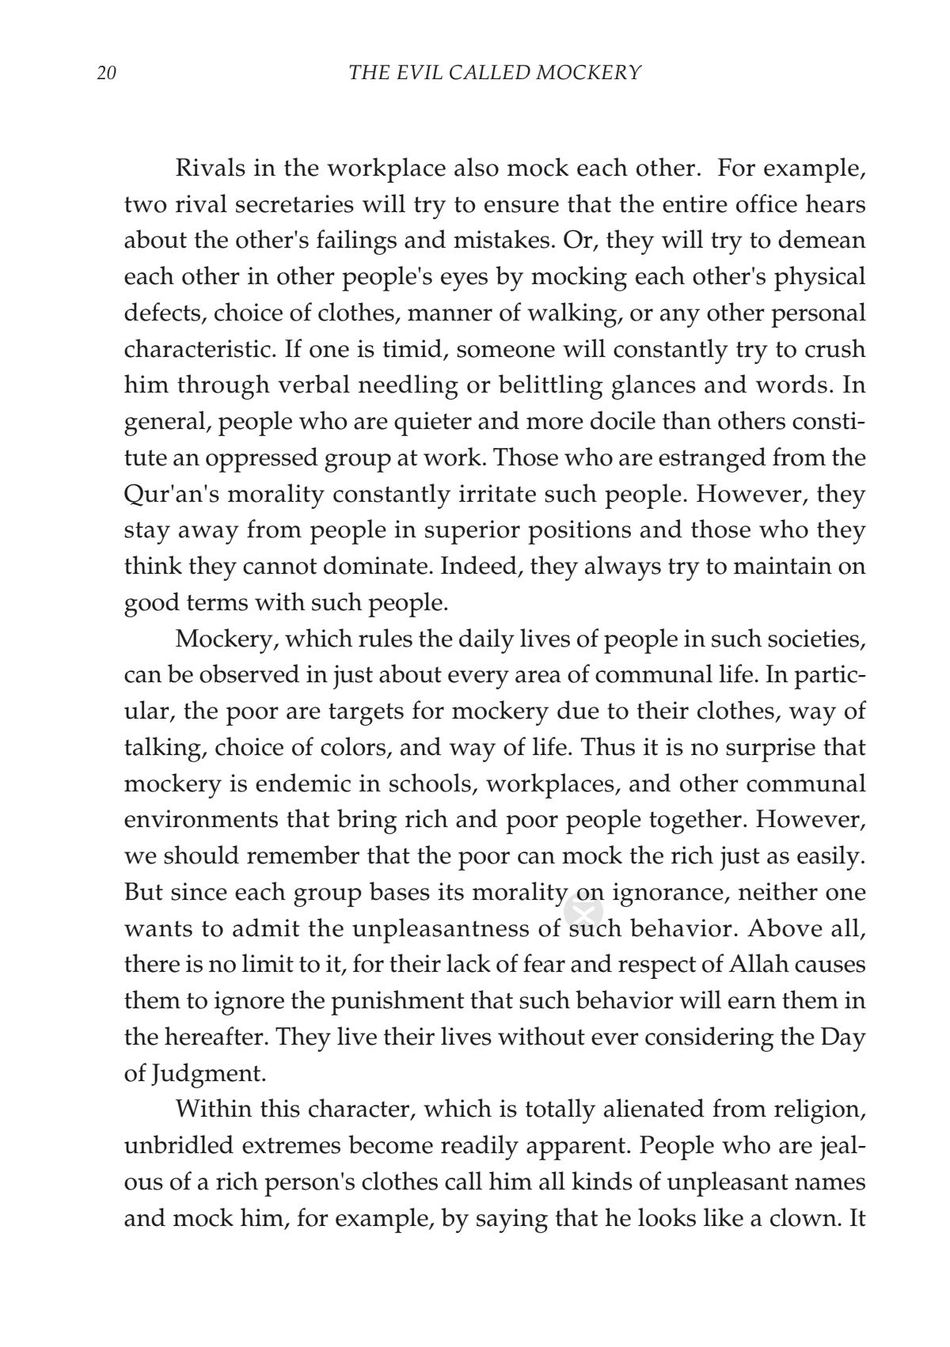 20
THE EVIL CALLED MOCKERY
Rivals in the workplace also mock each other.  For example,
two rival secretaries will try to ensure that the entire office hears
about the other's failings and mistakes. Or, they will try to demean
each other in other people's eyes by mocking each other's physical
defects, choice of clothes, manner of walking, or any other personal
characteristic. If one is timid, someone will constantly try to crush
him through verbal needling or belittling glances and words. In
general, people who are quieter and more docile than others consti-
tute an oppressed group at work. Those who are estranged from the
Qur'an's morality constantly irritate such people. However, they
stay away from people in superior positions and those who they
think they cannot dominate. Indeed, they always try to maintain on
good terms with such people.
Mockery, which rules the daily lives of people in such societies,
can be observed in just about every area of communal life. In partic-
ular, the poor are targets for mockery due to their clothes, way of
talking, choice of colors, and way of life. Thus it is no surprise that
mockery is endemic in schools, workplaces, and other communal
environments that bring rich and poor people together. However,
we should remember that the poor can mock the rich just as easily.
But since each group bases its morality on ignorance, neither one
wants to admit the unpleasantness of such behavior. Above all,
there is no limit to it, for their lack of fear and respect of Allah causes
them to ignore the punishment that such behavior will earn them in
the hereafter. They live their lives without ever considering the Day
of Judgment.
Within this character, which is totally alienated from religion,
unbridled extremes become readily apparent. People who are jeal-
ous of a rich person's clothes call him all kinds of unpleasant names
and mock him, for example, by saying that he looks like a clown. It